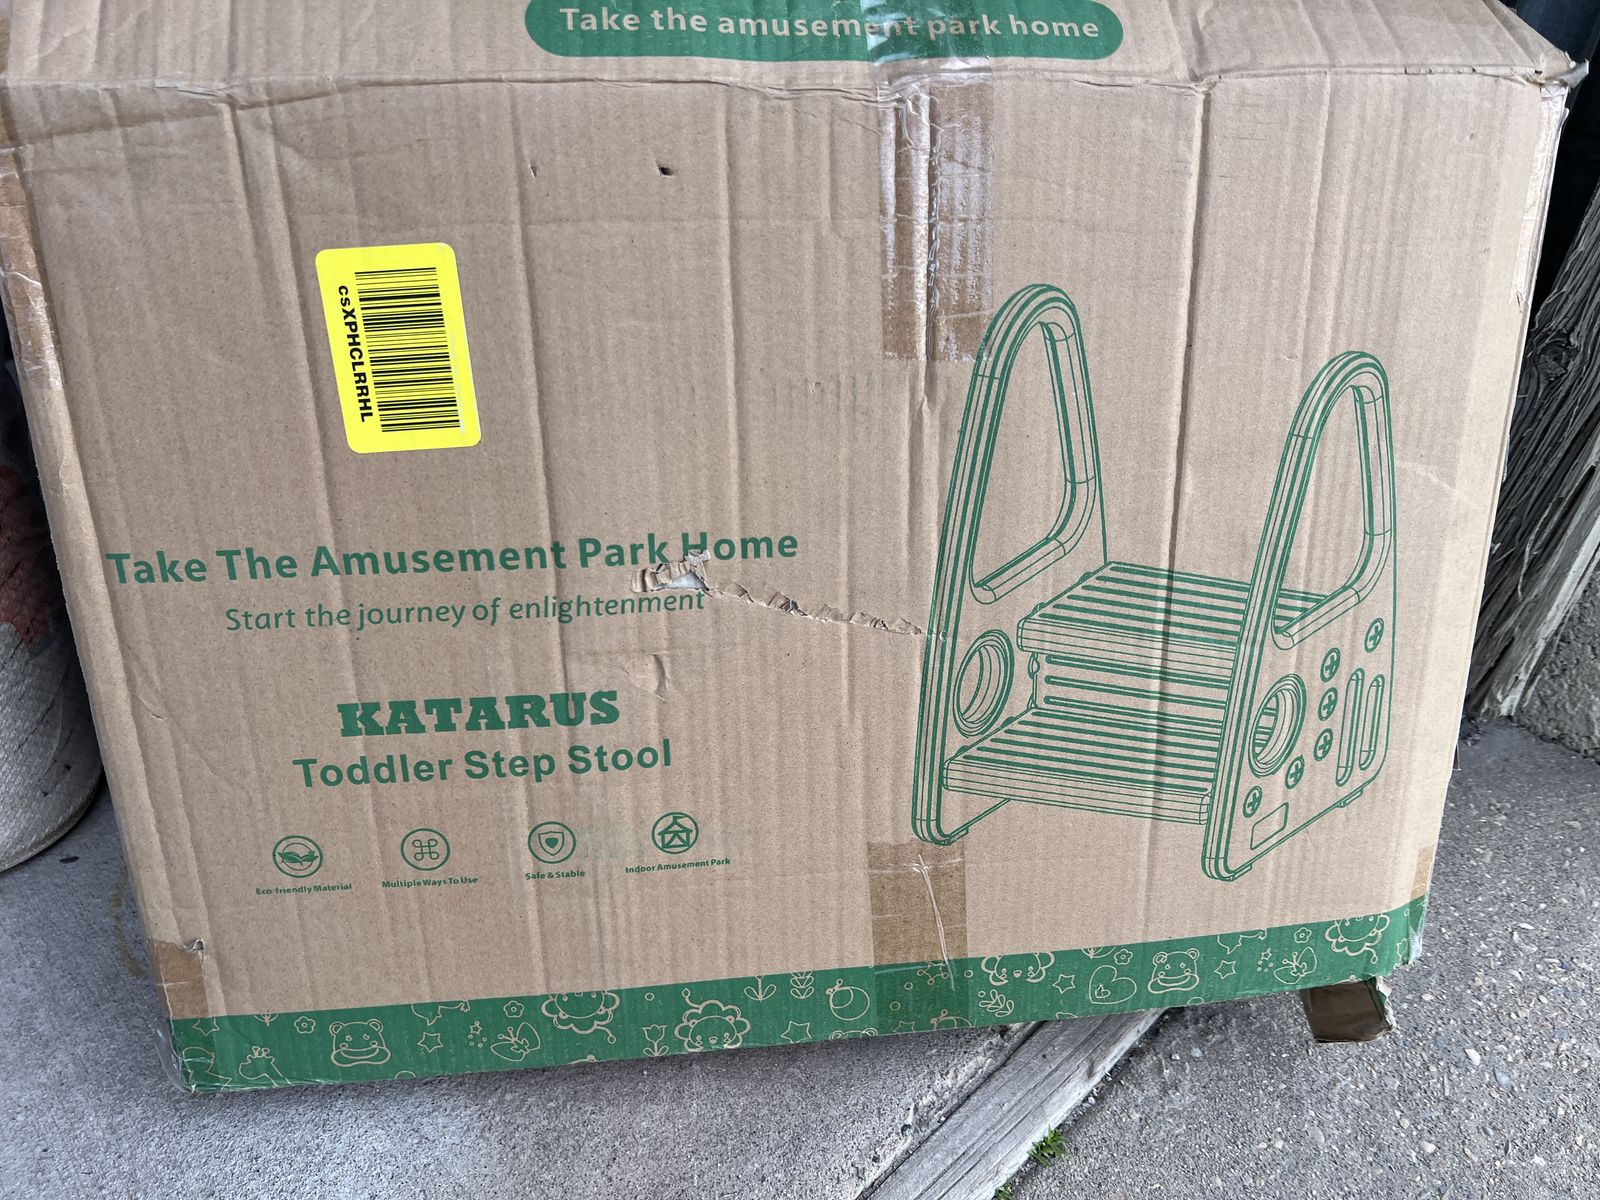 Take the amusement park home
csXPHCLRRHL
Take The Amusement Park Home
Start the journey of enlightenment
KATARUS
Toddler Step Stool
Eco friendly Material
Multiple Ways To Use
Safe & Stable
Indoor Amusement Park